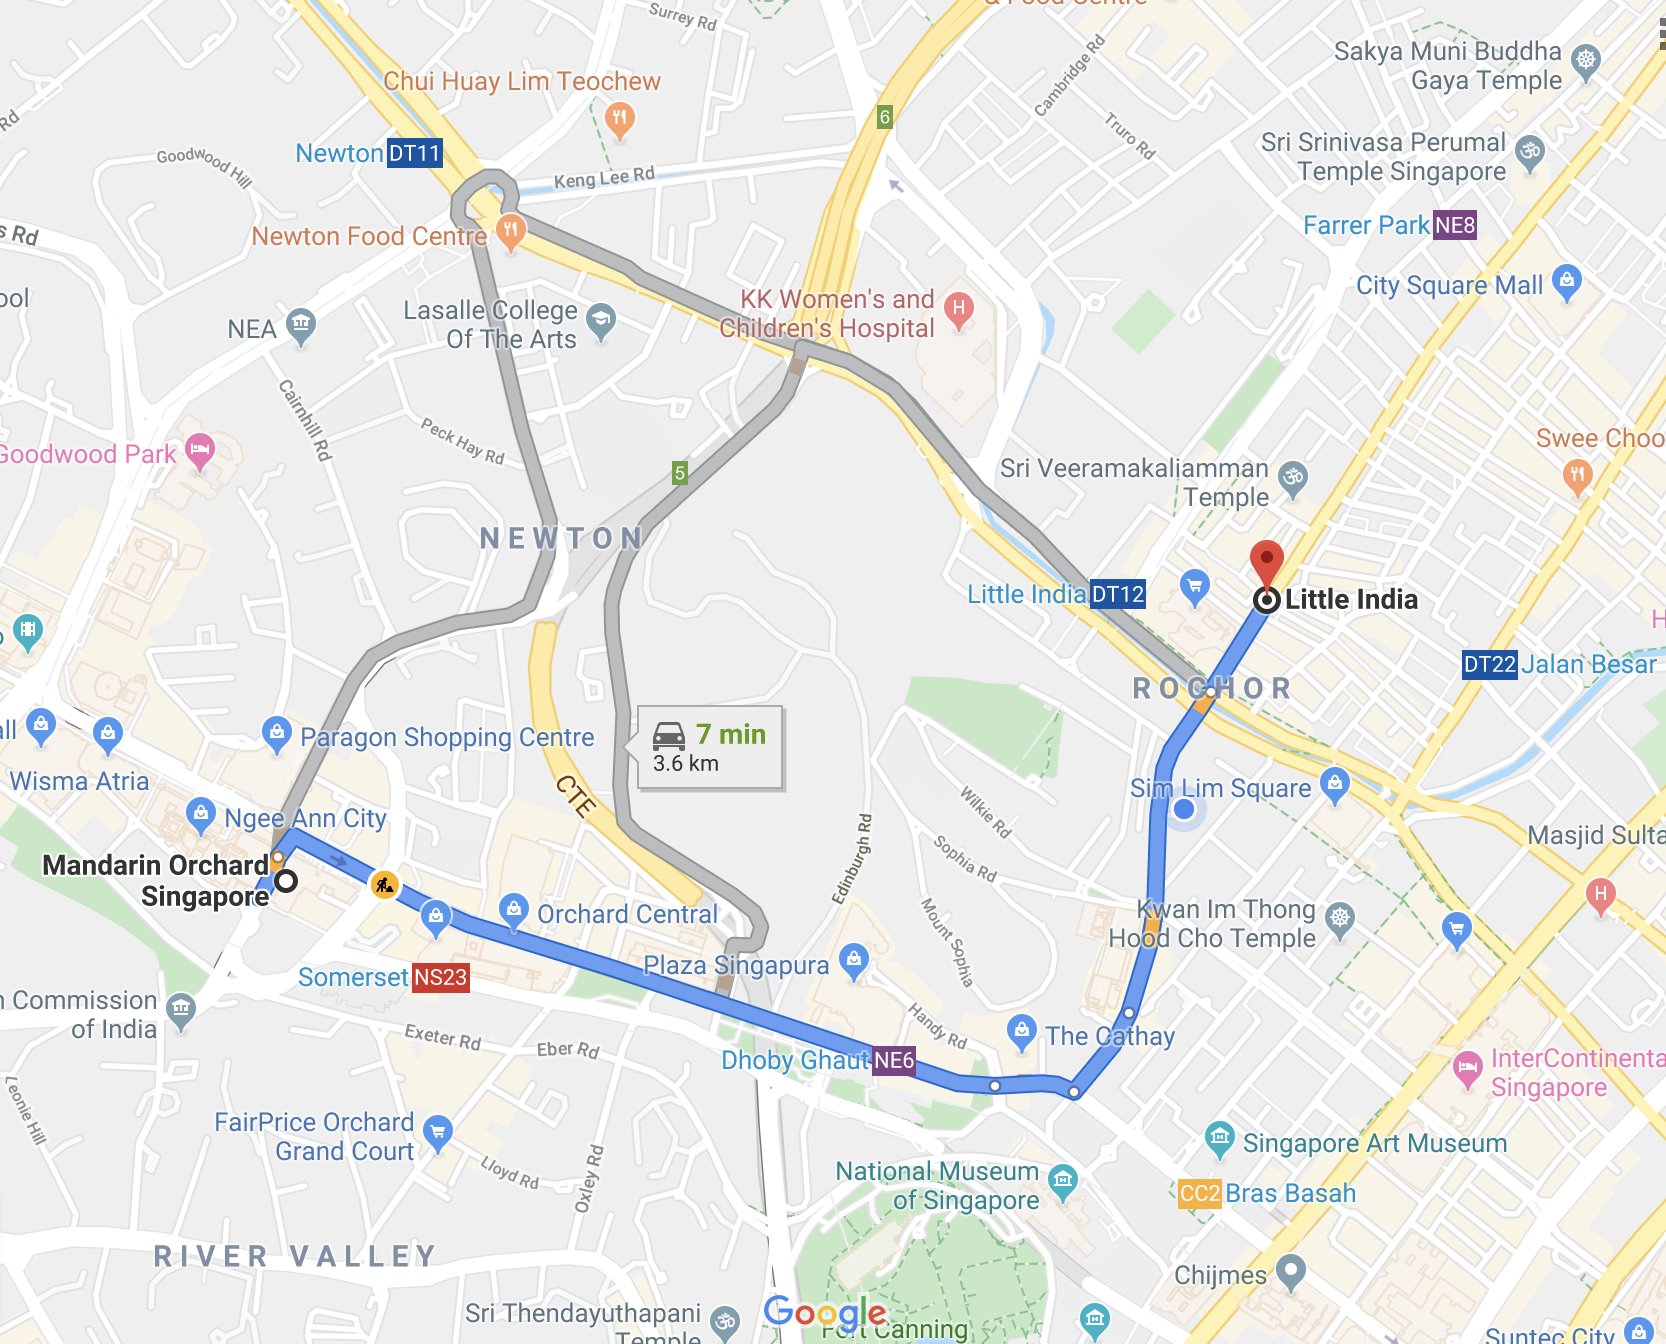 & Food Centre
Surrey Rd
Sakya Muni Buddha
Gaya Temple
Chui Huay Lim Teochew
Cambridge Rd
6
Rd
Truro Rd
Newton DT11
Goodwood Hill
Keng Lee Rd
Sri Srinivasa Perumal
Temple Singapore
s Rd
Newton Food Centre
Farrer Park NE8
City Square Mall
ool
NEA
Lasalle College
Of The Arts
KK Women's and
Children's Hospital
Cairnhill Rd
Peck Hay Rd
Goodwood Park
5
Swee Choo
Sri Veeramakaliamman
Temple
NEWTON
Little India DT12
Little India
H
DT22 Jalan Besar
ROCHOR
all
Paragon Shopping Centre
7 min
3.6 km
Wisma Atria
CTE
Sim Lim Square
Ngee Ann City
Wilkie Rd
Edinburgh Rd
Sophia Rd
Masjid Sulta
Mandarin Orchard
Singapore
Orchard Central
Mount Sophia
Kwan Im Thong
Hood Cho Temple
Somerset NS23
Plaza Singapura
n Commission
of India
Exeter Rd
Eber Rd
Handy Rd
The Cathay
Dhoby Ghaut NE6
InterContinenta
Singapore
Leonie Hill
FairPrice Orchard
Grand Court
Lloyd Rd
Oxley Rd
Singapore Art Museum
National Museum
of Singapore
CC2 Bras Basah
RIVER VALLEY
Chijmes
Sri Thendayuthapani
Temple
Google
Fort Canning
Suntec City